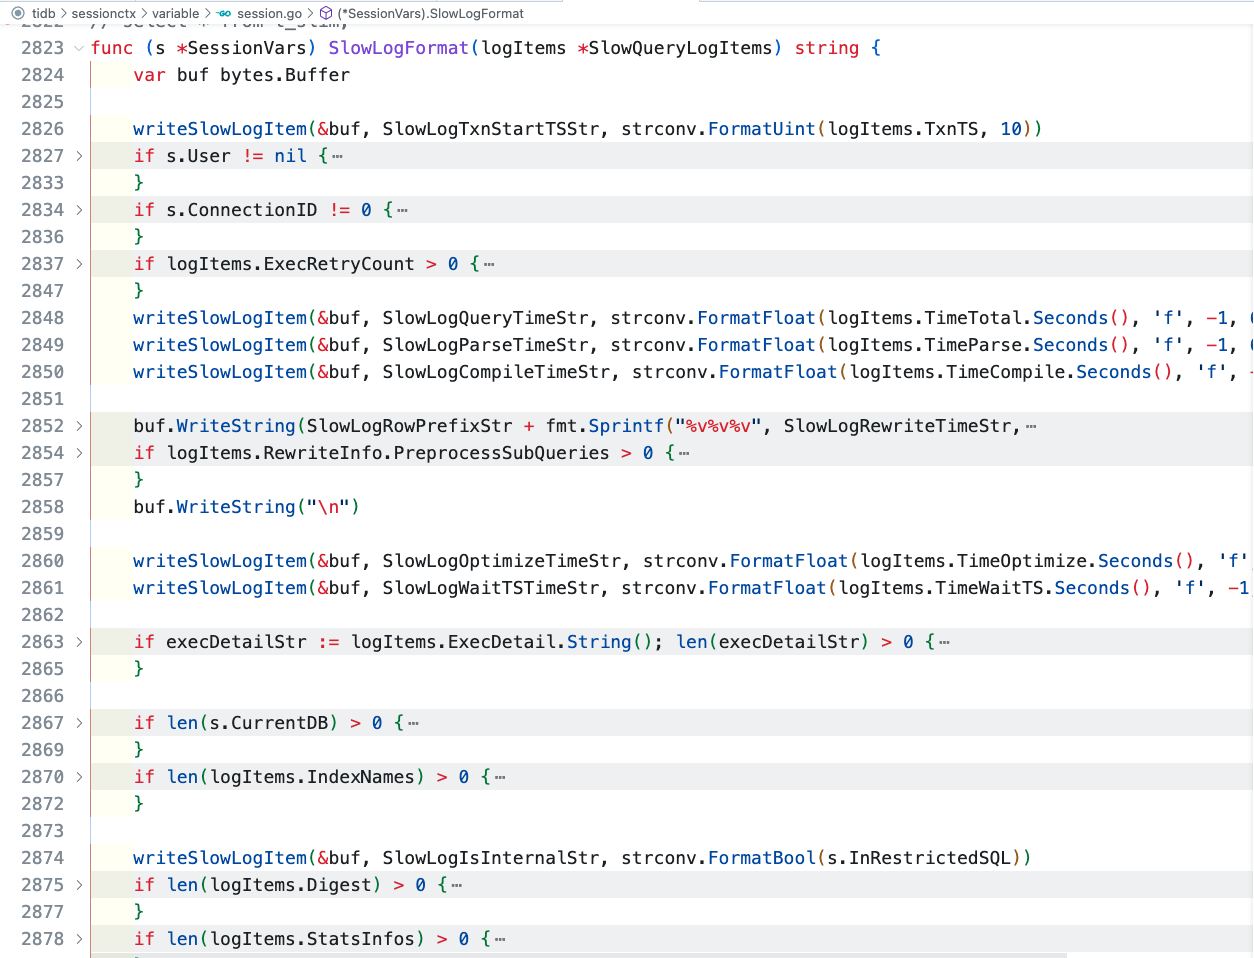 tidb > sessionctx > variable > session.go > (*SessionVars).SlowLogFormat
2822 // select * from t_slim;
2823 func (s *SessionVars) SlowLogFormat(logItems *SlowQueryLogItems) string {
2824 var buf bytes.Buffer
2825
2826 writeSlowLogItem(&buf, SlowLogTxnStartTSStr, strconv.FormatUint(logItems.TxnTS, 10))
2827 if s.User != nil {…
2833 }
2834 if s.ConnectionID != 0 {…
2836 }
2837 if logItems.ExecRetryCount > 0 {…
2847 }
2848 writeSlowLogItem(&buf, SlowLogQueryTimeStr, strconv.FormatFloat(logItems.TimeTotal.Seconds(), 'f', -1,
2849 writeSlowLogItem(&buf, SlowLogParseTimeStr, strconv.FormatFloat(logItems.TimeParse.Seconds(), 'f', -1,
2850 writeSlowLogItem(&buf, SlowLogCompileTimeStr, strconv.FormatFloat(logItems.TimeCompile.Seconds(), 'f',
2851
2852 buf.WriteString(SlowLogRowPrefixStr + fmt.Sprintf("%v%v%v", SlowLogRewriteTimeStr,…
2854 if logItems.RewriteInfo.PreprocessSubQueries > 0 {…
2857 }
2858 buf.WriteString("\n")
2859
2860 writeSlowLogItem(&buf, SlowLogOptimizeTimeStr, strconv.FormatFloat(logItems.TimeOptimize.Seconds(), 'f'
2861 writeSlowLogItem(&buf, SlowLogWaitTSTimeStr, strconv.FormatFloat(logItems.TimeWaitTS.Seconds(), 'f', -1
2862
2863 if execDetailStr := logItems.ExecDetail.String(); len(execDetailStr) > 0 {…
2865 }
2866
2867 if len(s.CurrentDB) > 0 {…
2869 }
2870 if len(logItems.IndexNames) > 0 {…
2872 }
2873
2874 writeSlowLogItem(&buf, SlowLogIsInternalStr, strconv.FormatBool(s.InRestrictedSQL))
2875 if len(logItems.Digest) > 0 {…
2877 }
2878 if len(logItems.StatsInfos) > 0 {…